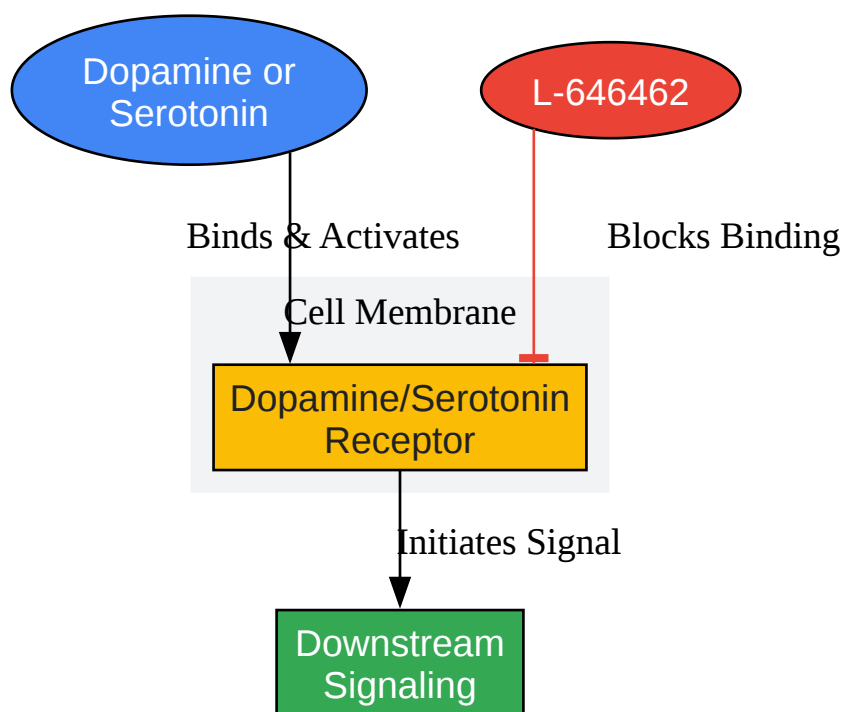 Dopamine or
Serotonin
L-646462
Binds & Activates
Blocks Binding
Cell Membrane
Dopamine/Serotonin
Receptor
Initiates Signal
Downstream
Signaling